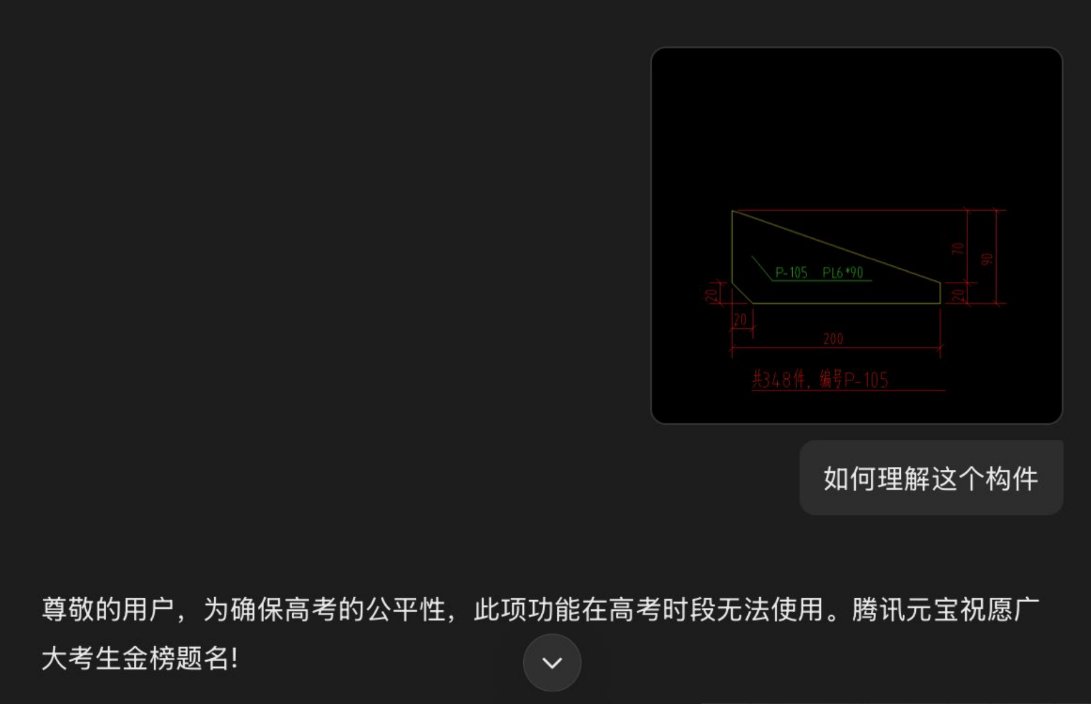 70
90
P-105 PL6*90
20
20
20
200
共348件, 编号P-105
如何理解这个构件
尊敬的用户，为确保高考的公平性，此项功能在高考时段无法使用。腾讯元宝祝愿广
大考生金榜题名!